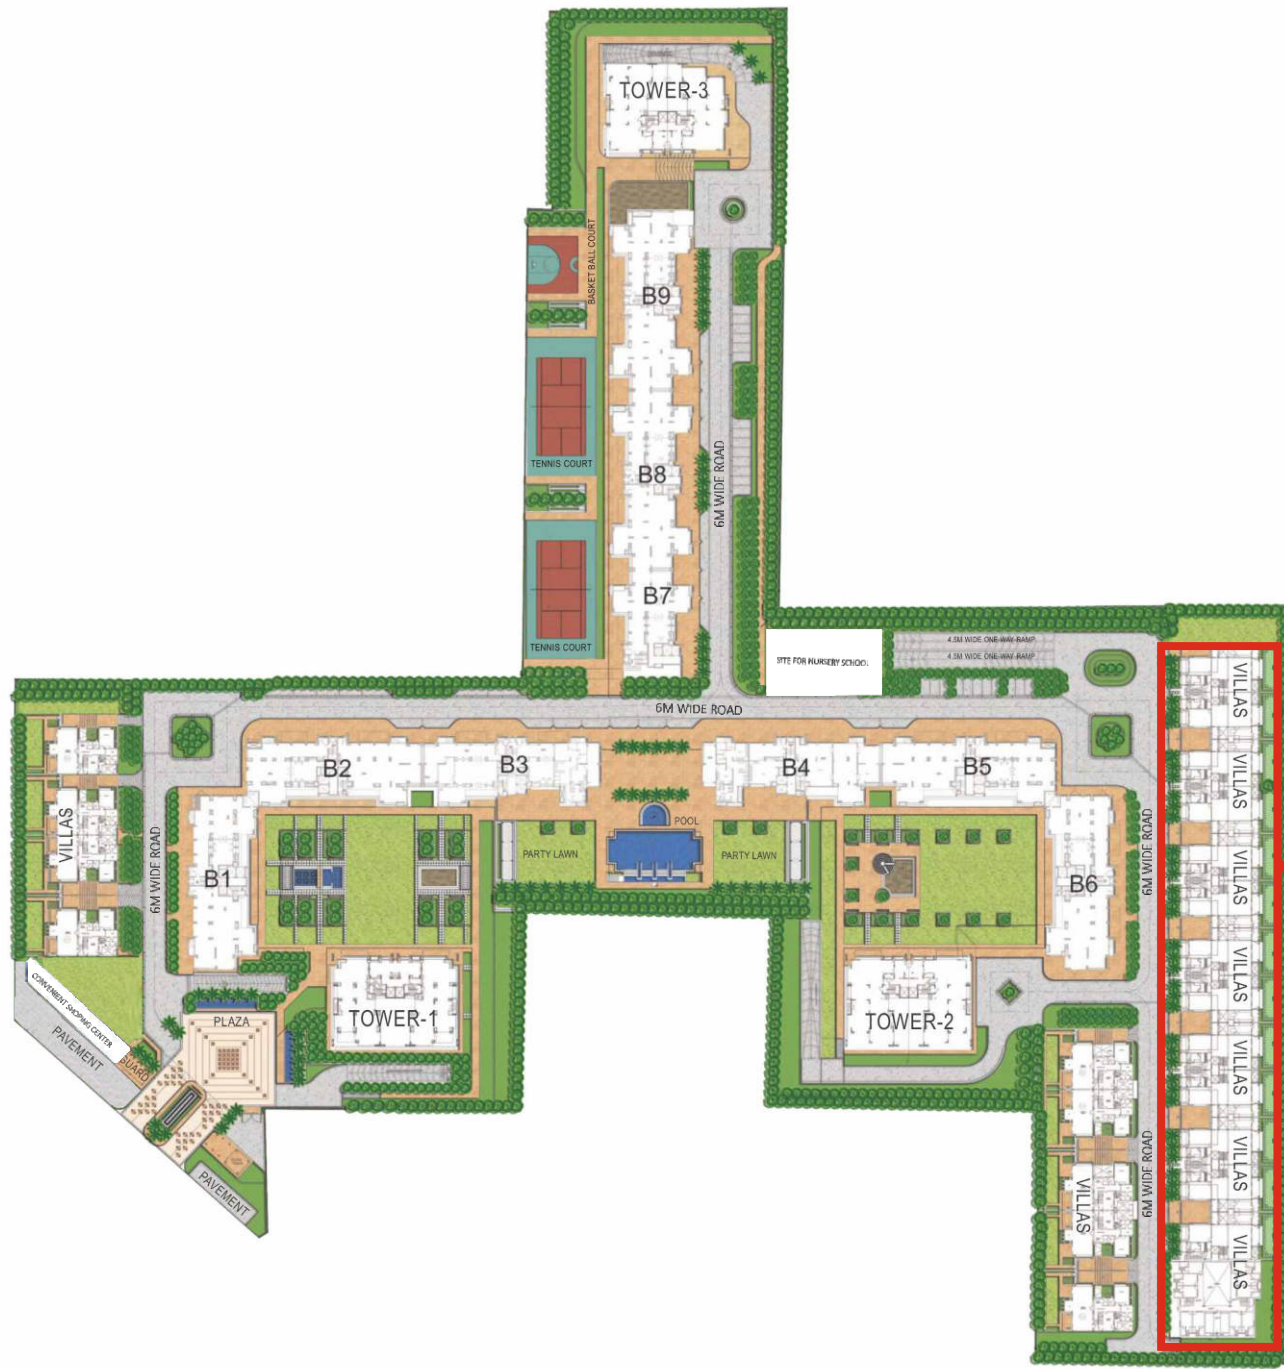 TOWER-3
BASKET BALL COURT
B9
TENNIS COURT
B8
6M WIDE ROAD
B7
TENNIS COURT
SITE FOR NURSERY SCHOOL
4.5M WIDE ONE-WAY-RAMP
4.5M WIDE ONE-WAY-RAMP
6M WIDE ROAD
VILLAS
B2
B3
B4
B5
VILLAS
VILLAS
6M WIDE ROAD
POOL
PARTY LAWN
PARTY LAWN
6M WIDE ROAD
B1
B6
VILLAS
VILLAS
CONVENIENT SHOPING CENTER
PAVEMENT
GUARD
PLAZA
TOWER-1
TOWER-2
VILLAS
6M WIDE ROAD
VILLAS
VILLAS
PAVEMENT
VILLAS